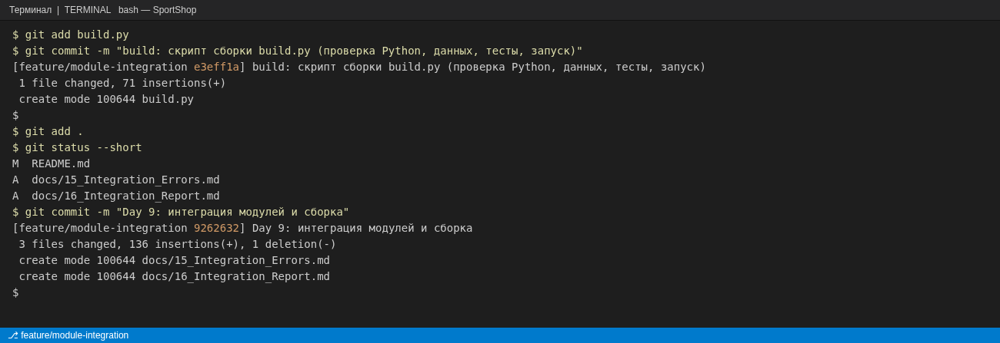 Терминал | TERMINAL bash — SportShop
$ git add build.py
$ git commit -m "build: скрипт сборки build.py (проверка Python, данных, тесты, запуск)"
[feature/module-integration e3eff1a] build: скрипт сборки build.py (проверка Python, данных, тесты, запуск)
 1 file changed, 71 insertions(+)
 create mode 100644 build.py
$
$ git add .
$ git status --short
M  README.md
A  docs/15_Integration_Errors.md
A  docs/16_Integration_Report.md
$ git commit -m "Day 9: интеграция модулей и сборка"
[feature/module-integration 9262632] Day 9: интеграция модулей и сборка
 3 files changed, 136 insertions(+), 1 deletion(-)
 create mode 100644 docs/15_Integration_Errors.md
 create mode 100644 docs/16_Integration_Report.md
$
⎇ feature/module-integration